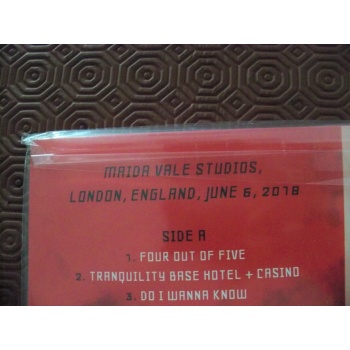 MAIDA VALE STUDIOS,
LONDON, ENGLAND, JUNE 6, 2018
SIDE A
1. FOUR OUT OF FIVE
2. TRANQUILITY BASE HOTEL + CASINO
3. DO I WANNA KNOW